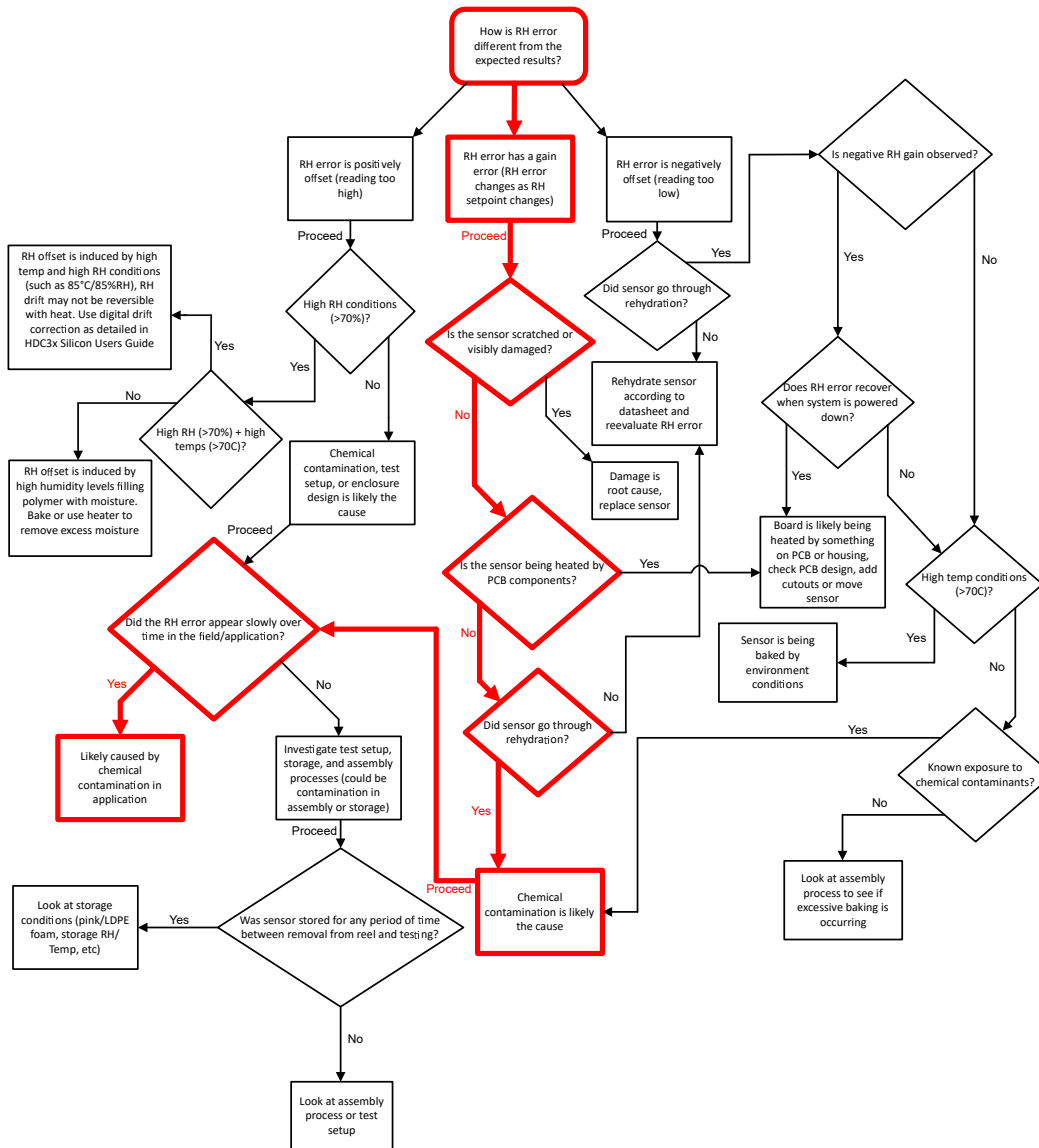 How is RH error
different from the
expected results?
RH error is positively
offset (reading too
high)
RH error has a gain
error (RH error
changes as RH
setpoint changes)
RH error is negatively
offset (reading too
low)
Is negative RH gain observed?
Proceed
Proceed
Proceed
Yes
Yes
No
RH offset is induced by high
temp and high RH conditions
(such as 85°C/85%RH), RH
drift may not be reversible
with heat. Use digital drift
correction as detailed in
HDC3x Silicon Users Guide
High RH conditions
(>70%)?
Is the sensor scratched or
visibly damaged?
Did sensor go through
rehydration?
No
Yes
Yes
No
No
High RH (>70%) + high
temps (>70C)?
No
Yes
Rehydrate sensor
according to
datasheet and
reevaluate RH error
Does RH error recover
when system is powered
down?
RH offset is induced by
high humidity levels filling
polymer with moisture.
Bake or use heater to
remove excess moisture
Chemical
contamination, test
setup, or enclosure
design is likely the
cause
Damage is
root cause,
replace sensor
Yes
No
Proceed
Is the sensor being heated by
PCB components?
Yes
Board is likely being
heated by something
on PCB or housing,
check PCB design, add
cutouts or move
sensor
High temp conditions
(>70C)?
Did the RH error appear slowly over
time in the field/application?
No
Sensor is being
baked by
environment
conditions
Yes
No
Yes
No
No
Did sensor go through
rehydration?
Likely caused by
chemical
contamination in
application
Investigate test setup,
storage, and assembly
processes (could be
contamination in
assembly or storage)
Yes
Yes
Known exposure to
chemical contaminants?
No
Proceed
Proceed
Look at storage
conditions (pink/LDPE
foam, storage RH/
Temp, etc)
Yes
Was sensor stored for any period of time
between removal from reel and testing?
Chemical
contamination is likely
the cause
Look at assembly
process to see if
excessive baking is
occurring
No
Look at assembly
process or test
setup